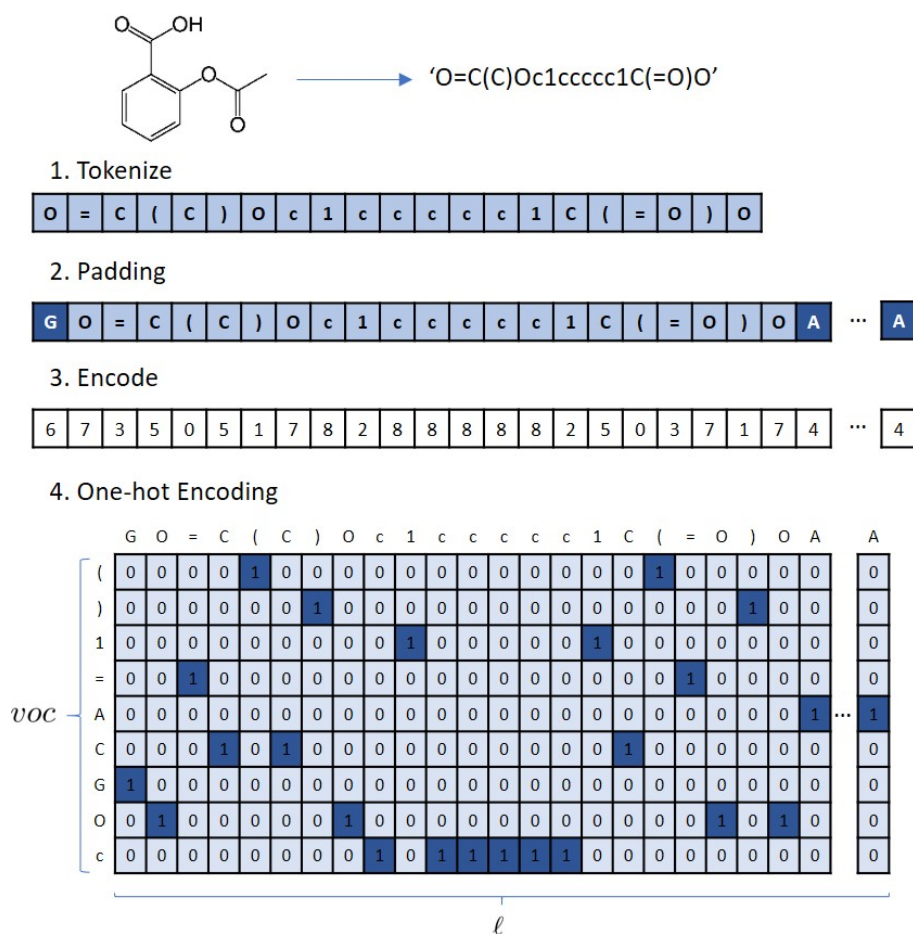 O OH
O
O
'O=C(C)Oc1ccccc1C(=O)O'
1. Tokenize
O = C ( C ) O c 1 c c c c c 1 C ( = O ) O
2. Padding
G O = C ( C ) O c 1 c c c c c 1 C ( = O ) O A ... A
3. Encode
6 7 3 5 0 5 1 7 8 2 8 8 8 8 8 2 5 0 3 7 1 7 4 ... 4
4. One-hot Encoding
G O = C ( C ) O c 1 c c c c c 1 C ( = O ) O A A
( 0 0 0 0 1 0 0 0 0 0 0 0 0 0 0 0 0 1 0 0 0 0 0 0
) 0 0 0 0 0 0 1 0 0 0 0 0 0 0 0 0 0 0 0 0 1 0 0 0
1 0 0 0 0 0 0 0 0 0 1 0 0 0 0 0 1 0 0 0 0 0 0 0 0
= 0 0 1 0 0 0 0 0 0 0 0 0 0 0 0 0 0 0 1 0 0 0 0 0
voc A 0 0 0 0 0 0 0 0 0 0 0 0 0 0 0 0 0 0 0 0 0 0 1 ... 1
C 0 0 0 1 0 1 0 0 0 0 0 0 0 0 0 0 1 0 0 0 0 0 0 0
G 1 0 0 0 0 0 0 0 0 0 0 0 0 0 0 0 0 0 0 0 0 0 0 0
O 0 1 0 0 0 0 0 1 0 0 0 0 0 0 0 0 0 0 0 1 0 1 0 0
c 0 0 0 0 0 0 0 0 1 0 1 1 1 1 1 0 0 0 0 0 0 0 0 0
ℓ